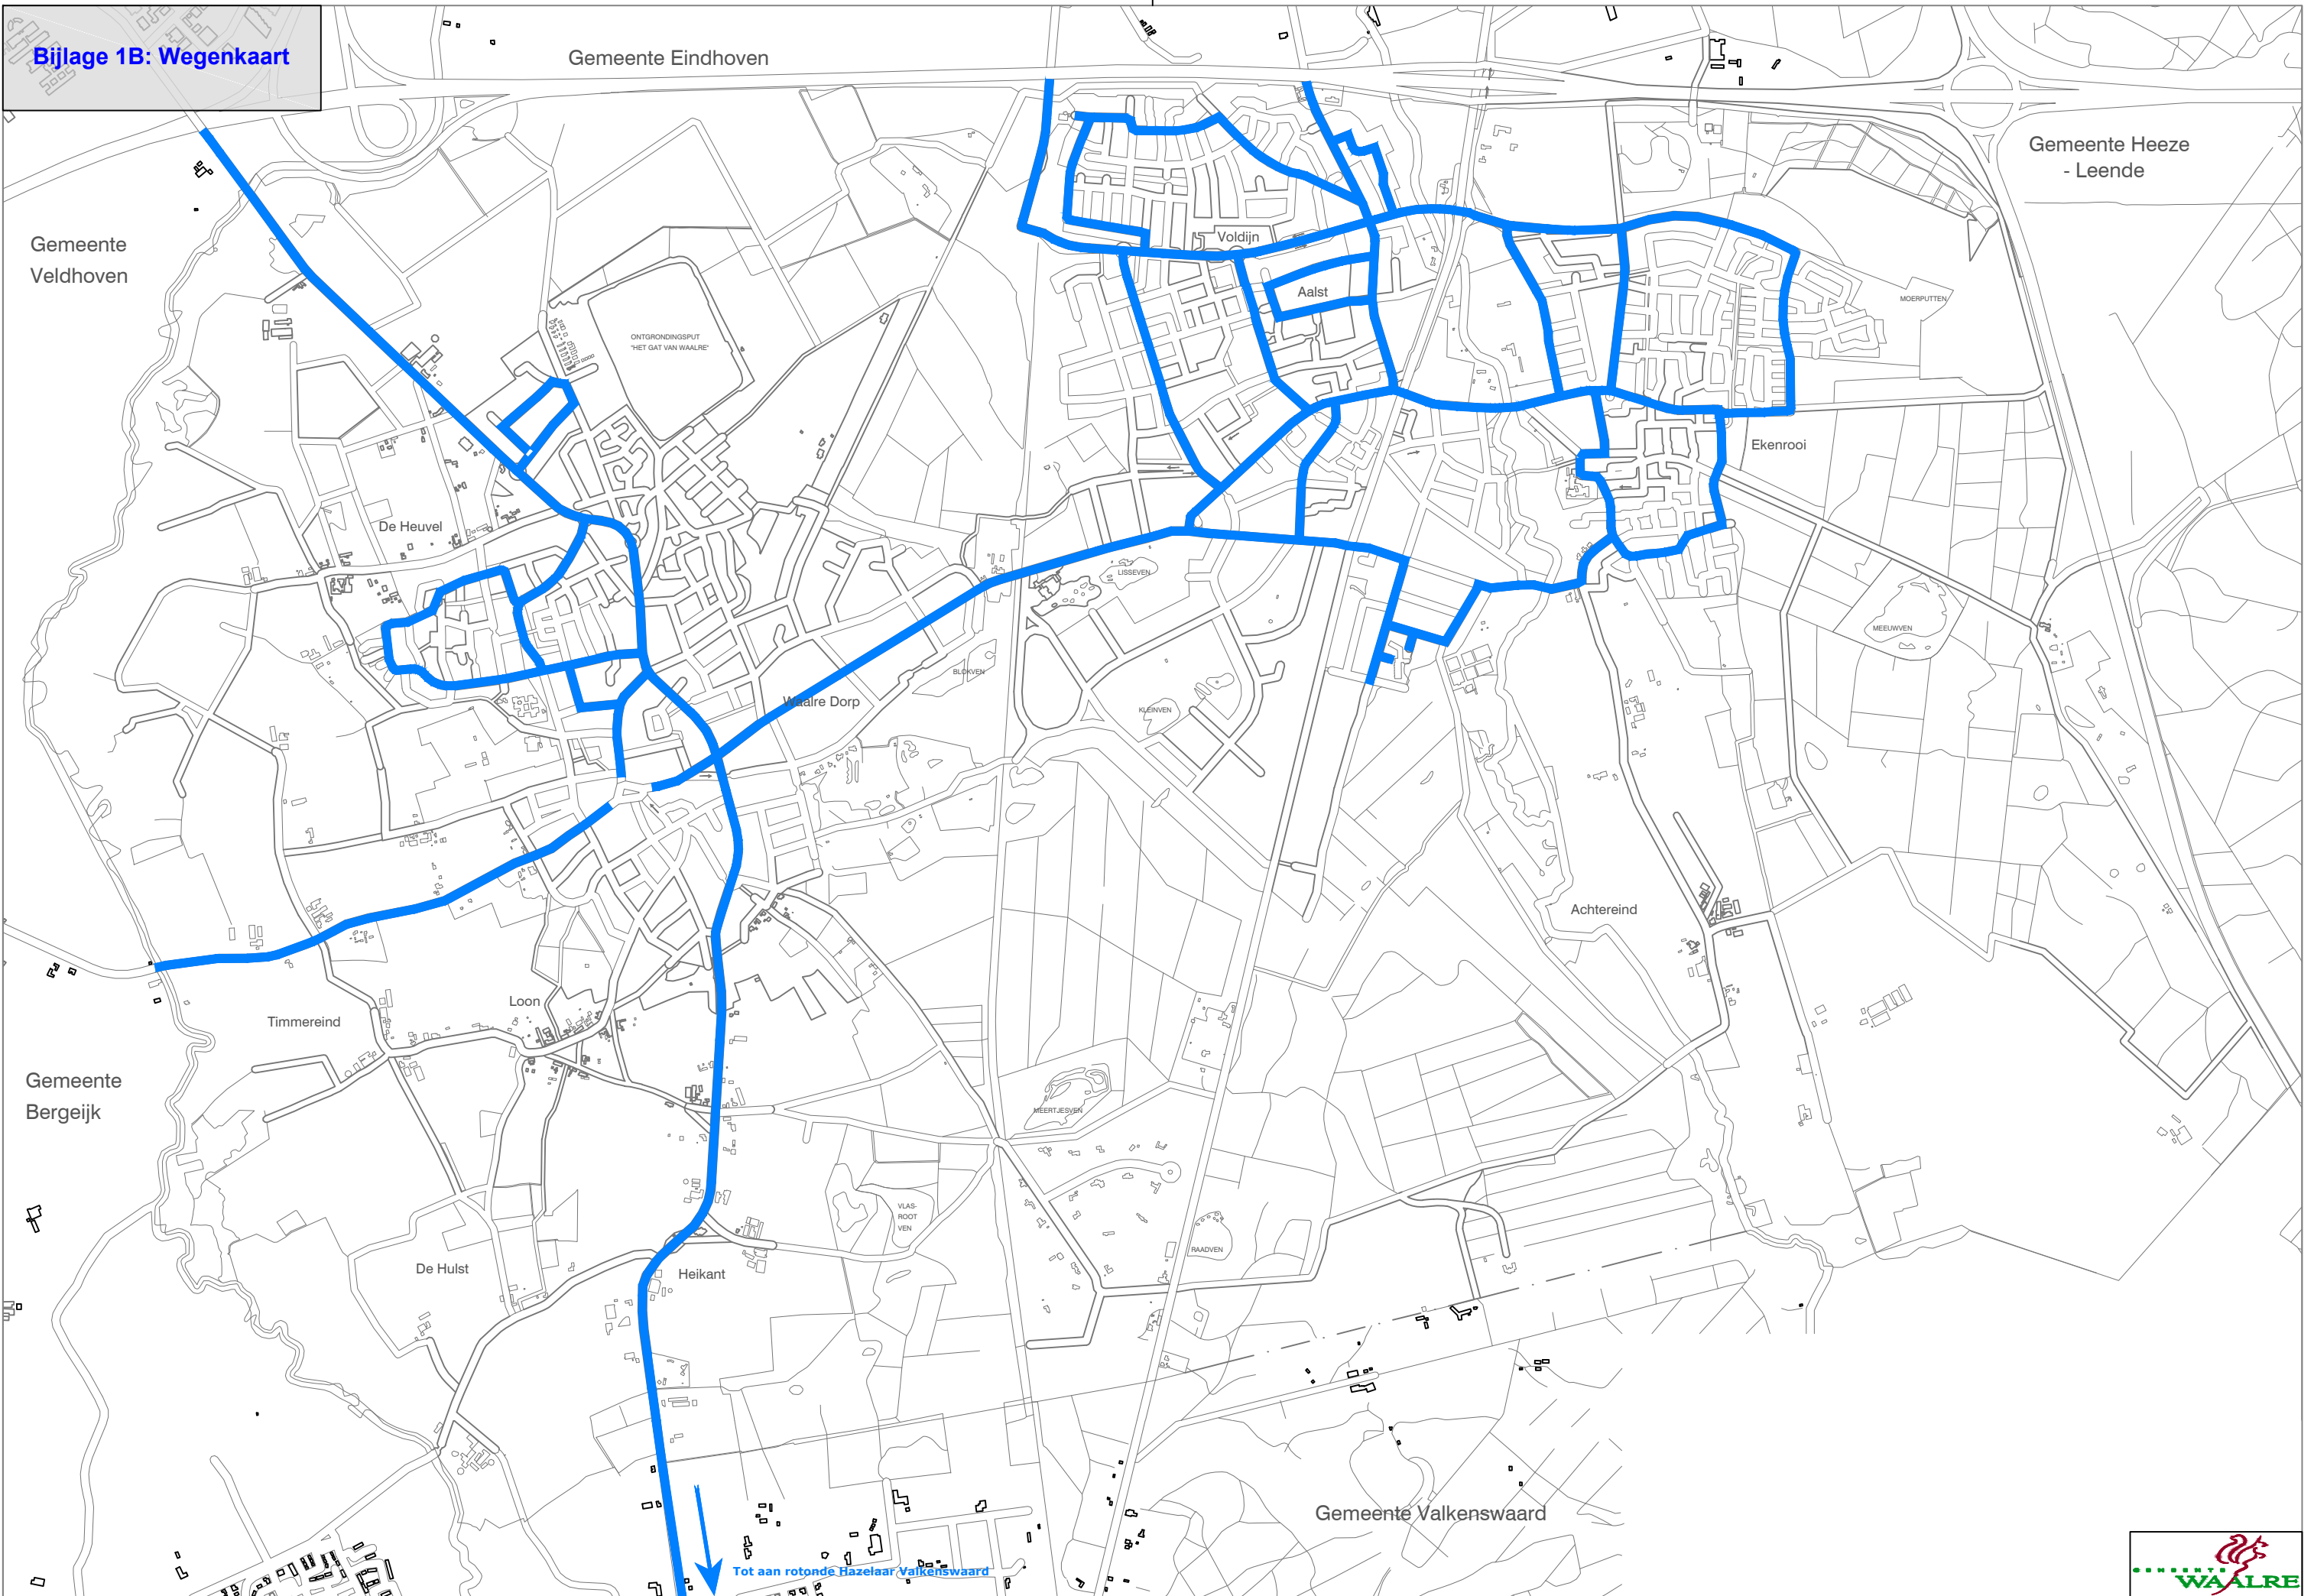 Bijlage 1B: Wegenkaart
Gemeente Eindhoven
Gemeente Heeze
- Leende
Gemeente
Veldhoven
Voldijn
Aalst
MOERPUTTEN
ONTGRONDINGSPUT
"HET GAT VAN WAALRE"
Ekenrooi
De Heuvel
LISSEVEN
MEEUWVEN
BLOKVEN
Waalre Dorp
KLEINVEN
Achtereind
Loon
Timmereind
Gemeente
Bergeijk
MEERTJESVEN
VLAS-
ROOT
VEN
RAADVEN
De Hulst
Heikant
Gemeente Valkenswaard
Tot aan rotonde Hazelaar Valkenswaard
GEMEENTE
WAALRE